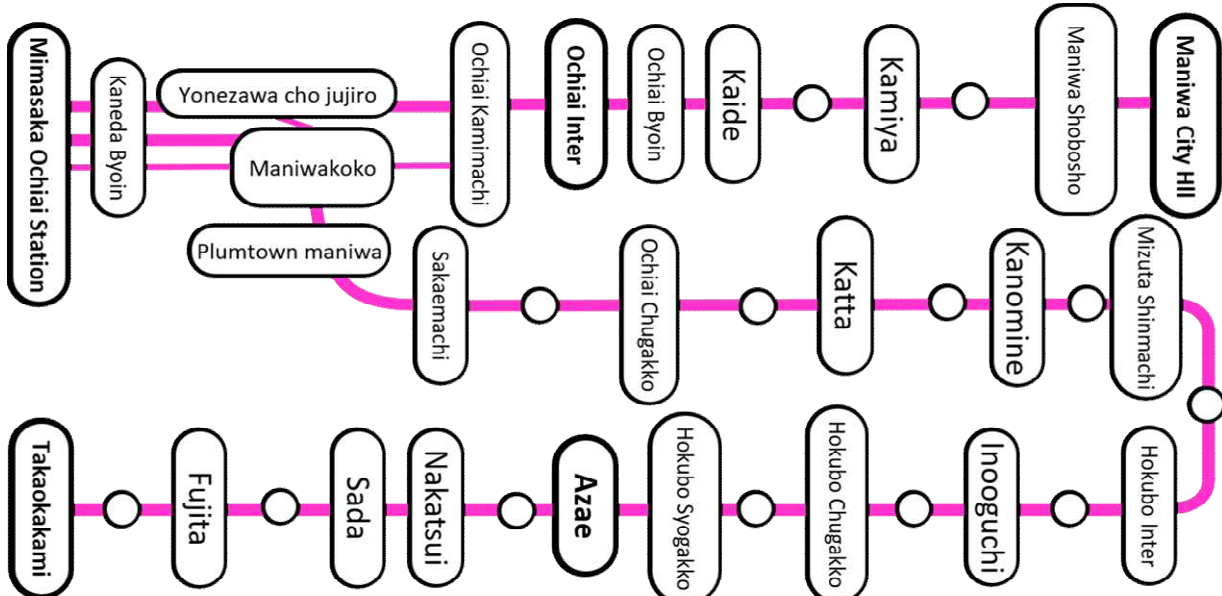 Mimasaka Ochiai Station
Kaneda Byoin
Yonezawa cho jujiro
Maniwakoko
Plumtown maniwa
Ochiai Kamimachi
Ochiai Inter
Ochiai Byoin
Kaide
Kamiya
Maniwa Shobosho
Maniwa City Hll
Sakaemachi
Ochiai Chugakko
Katta
Kanomine
Mizuta Shinmachi
Takaokakami
Fujita
Sada
Nakatsui
Azae
Hokubo Syogakko
Hokubo Chugakko
Inooguchi
Hokubo Inter